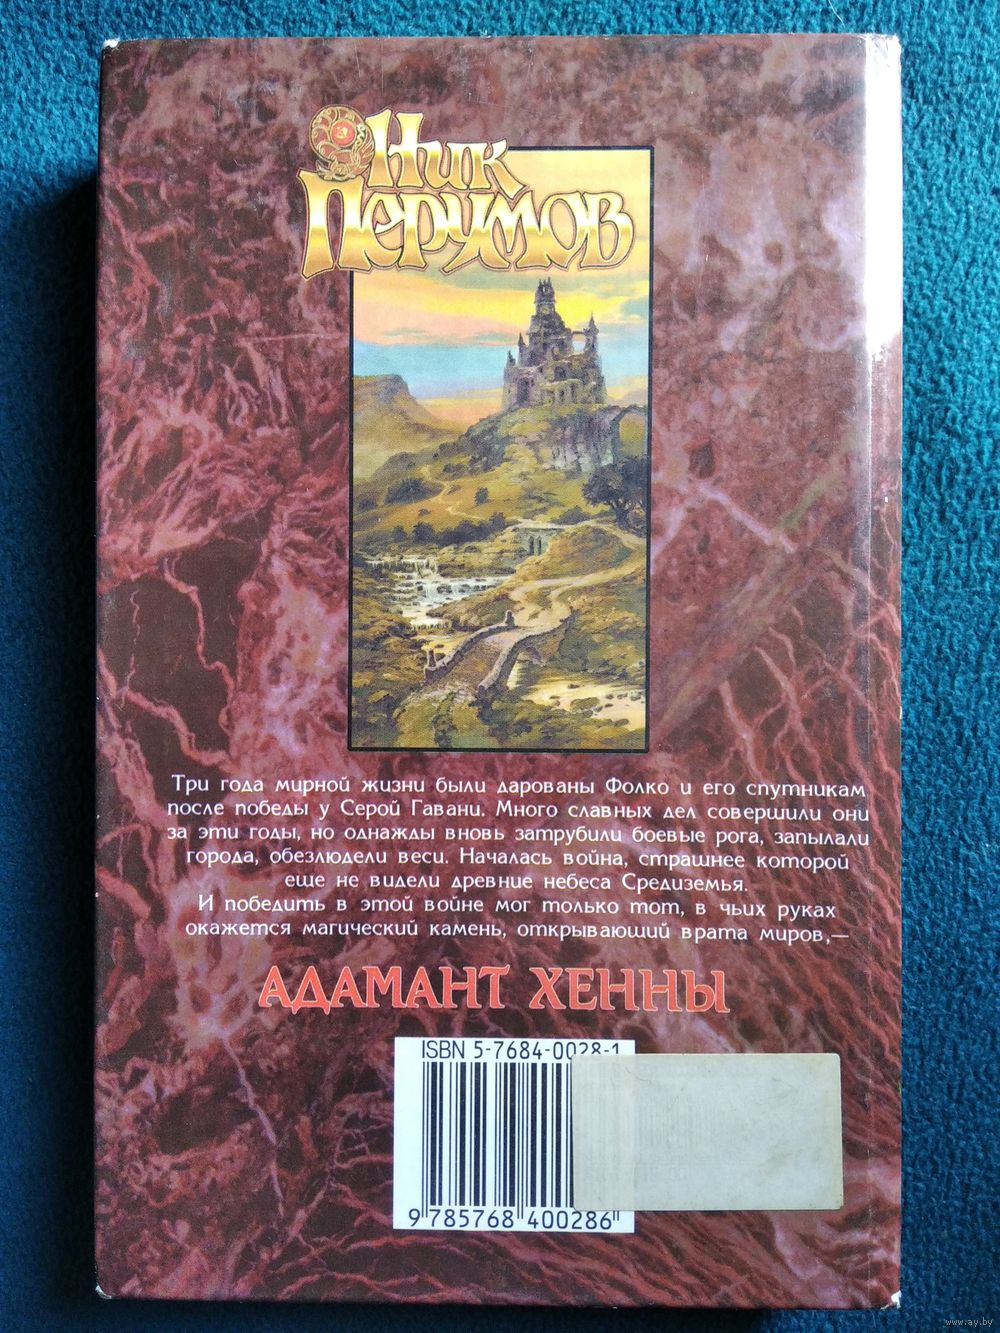 Ник
Перумов
Три года мирной жизни были дарованы Фолко и его спутникам
после победы у Серой Гавани. Много славных дел совершили они
за эти годы, но однажды вновь затрубили боевые рога, запылали
города, обезлюдели веси. Началась война, страшнее которой
еще не видели древние небеса Средиземья.
И победить в этой войне мог только тот, в чьих руках
окажется магический камень, открывающий врата миров,—
АДАМАНТ ХЕННЫ
ISBN 5-7684-0028-1
9 785768 400286
www.ay.by